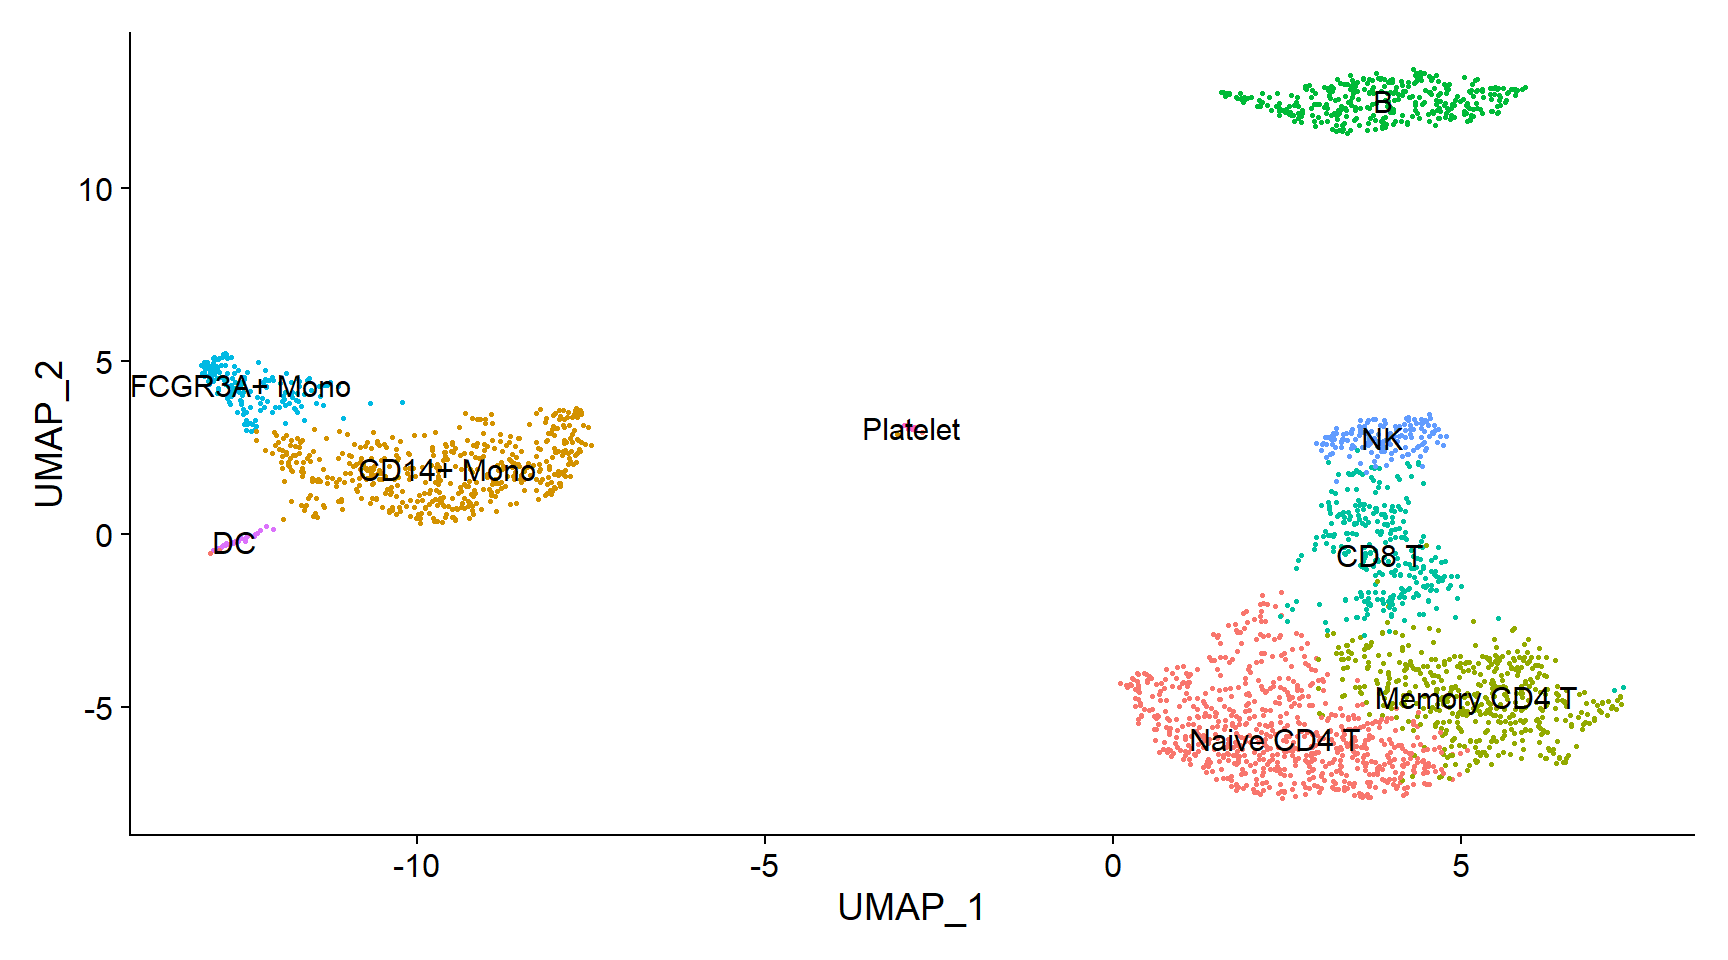 B
10
5
FCGR3A+ Mono
Platelet
NK
CD14+ Mono
0
DC
CD8 T
-5
Memory CD4 T
Naive CD4 T
-10
-5
0
5
UMAP_1
UMAP_2